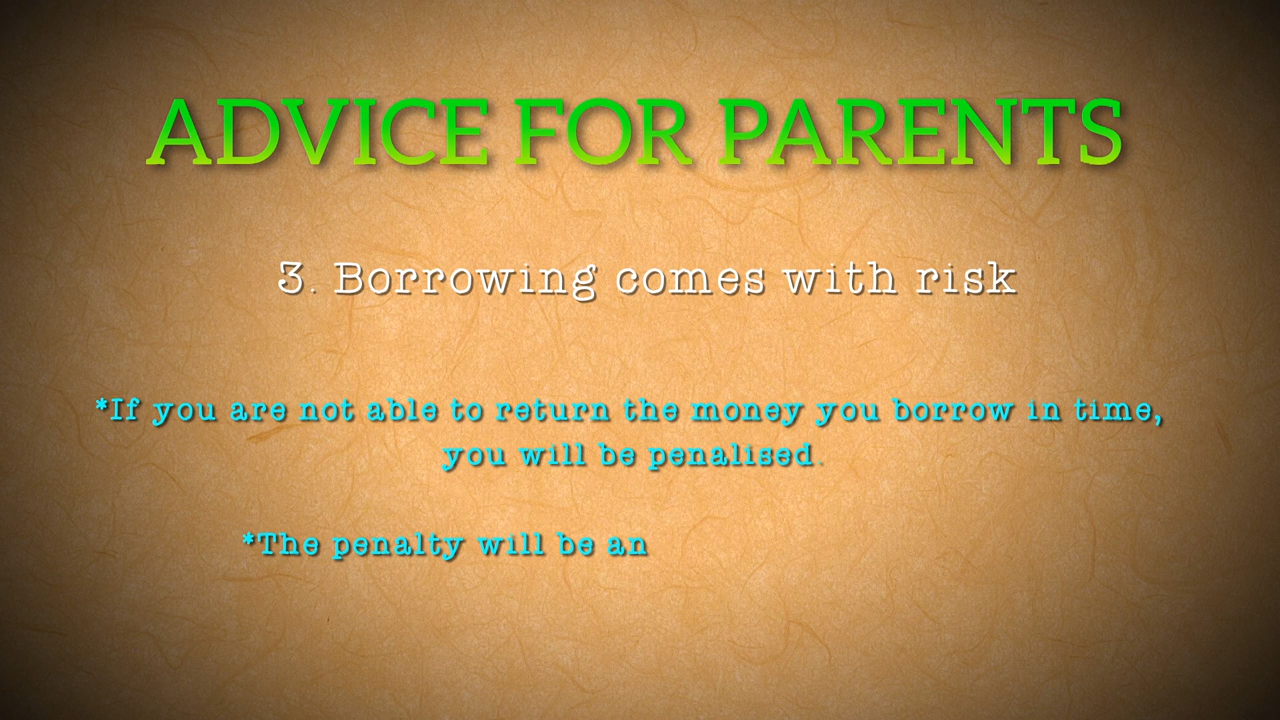 ADVICE FOR PARENTS
3. Borrowing comes with risk
*If you are not able to return the money you borrow in time,
you will be penalised.
*The penalty will be an